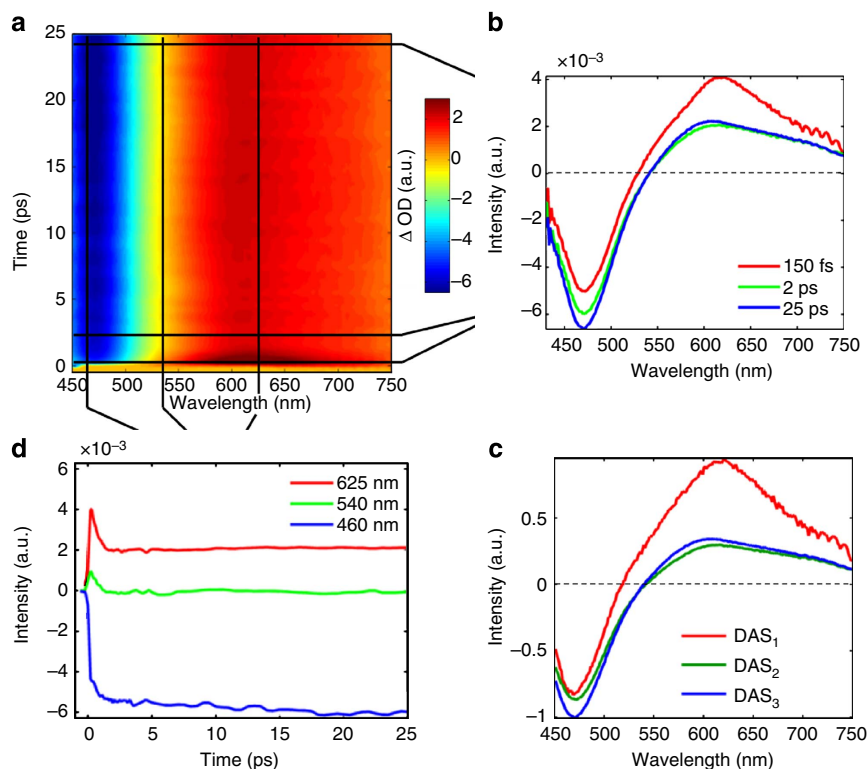 a
25
20
15
10
5
0
Time (ps)
450 500 550 600 650 700 750
Wavelength (nm)
2
0
−2
−4
−6
Δ OD (a.u.)
b
×10⁻³
4
2
0
−2
−4
−6
Intensity (a.u.)
150 fs
2 ps
25 ps
450 500 550 600 650 700 750
Wavelength (nm)
d
×10⁻³
6
4
2
0
−2
−4
−6
Intensity (a.u.)
625 nm
540 nm
460 nm
0 5 10 15 20 25
Time (ps)
c
0.5
0
−0.5
−1
Intensity (a.u.)
DAS₁
DAS₂
DAS₃
450 500 550 600 650 700 750
Wavelength (nm)